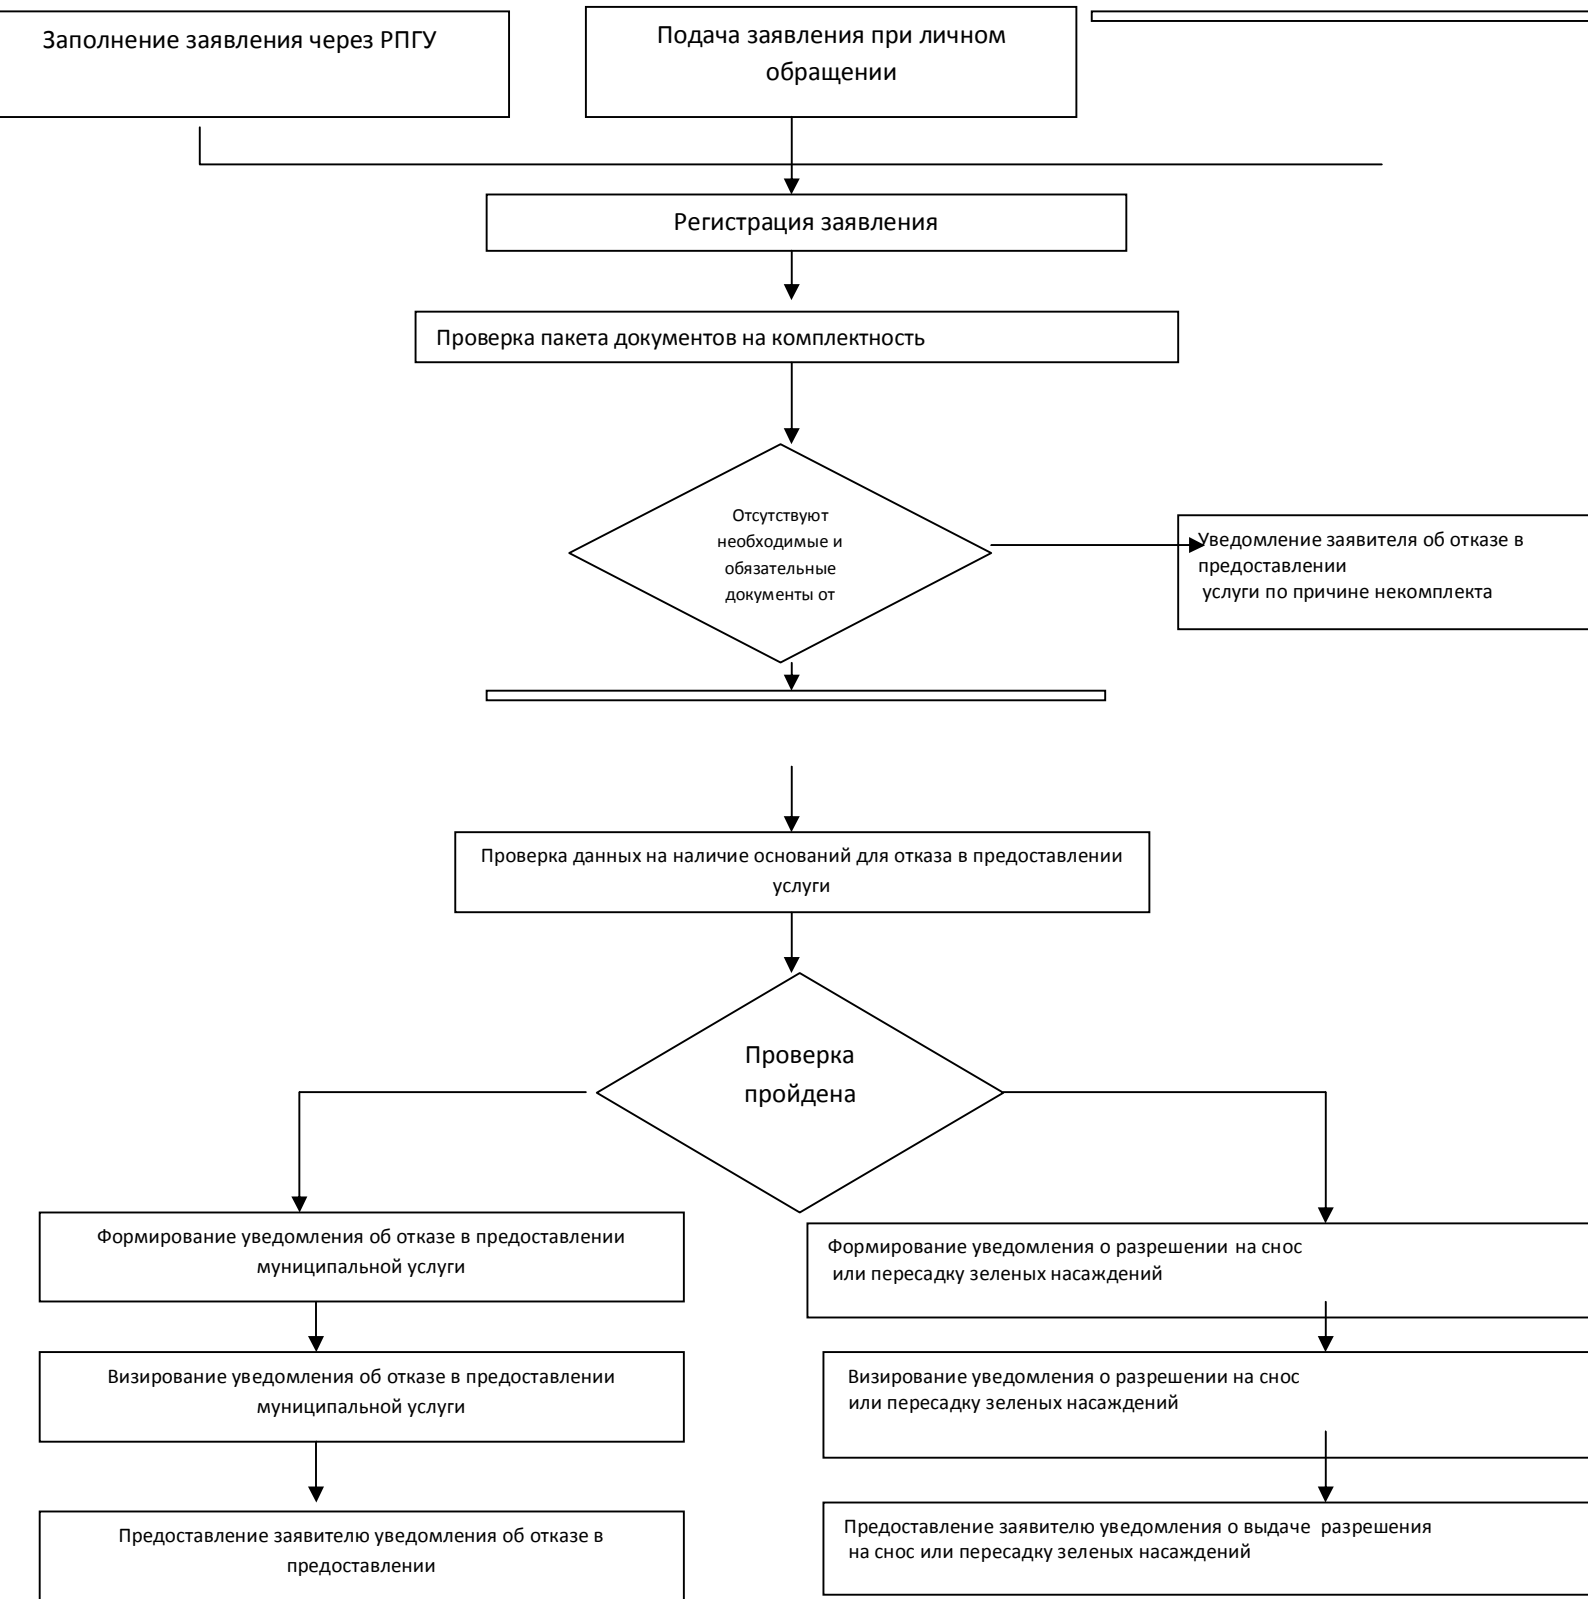 Заполнение заявления через РПГУ
Подача заявления при личном
обращении
Регистрация заявления
Проверка пакета документов на комплектность
Отсутствуют
необходимые и
обязательные
документы от
Уведомление заявителя об отказе в
предоставлении
услуги по причине некомплекта
Проверка данных на наличие оснований для отказа в предоставлении
услуги
Проверка
пройдена
Формирование уведомления об отказе в предоставлении
муниципальной услуги
Формирование уведомления о разрешении на снос
или пересадку зеленых насаждений
Визирование уведомления об отказе в предоставлении
муниципальной услуги
Визирование уведомления о разрешении на снос
или пересадку зеленых насаждений
Предоставление заявителю уведомления об отказе в
предоставлении
Предоставление заявителю уведомления о выдаче разрешения
на снос или пересадку зеленых насаждений